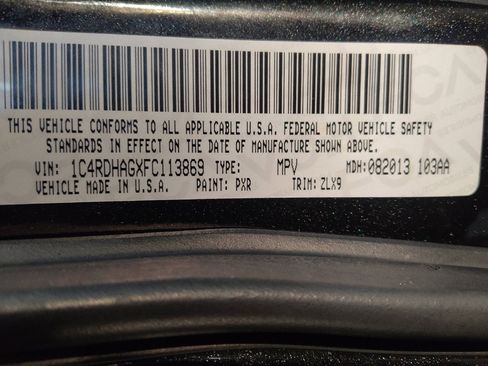 THIS VEHICLE CONFORMS TO ALL APPLICABLE U.S.A. FEDERAL MOTOR VEHICLE SAFETY
STANDARDS IN EFFECT ON THE DATE OF MANUFACTURE SHOWN ABOVE.
VIN: 1C4RDHAGXFC113869 TYPE: MPV MDH: 082013 103AA
VEHICLE MADE IN U.S.A. PAINT: PXR TRIM: ZLX9